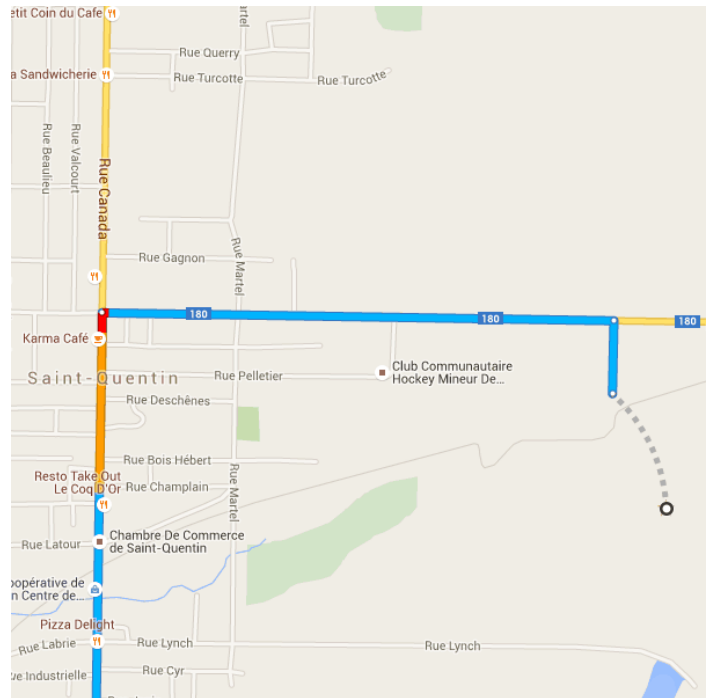 etit Coin du Cafe
Martel
Rue Querry
a Sandwicherie
Rue Turcotte
Rue Turcotte
Rue Beaulieu
Rue Valcourt
Rue Canada
Rue Martel
Rue Gagnon
180
180
180
Karma Café
Saint-Quentin
Rue Pelletier
Club Communautaire
Hockey Mineur De...
Rue Deschênes
Rue Bois Hébert
Rue Martel
Resto Take Out
Le Coq D'Or
Rue Champlain
Rue Latour
Chambre De Commerce
de Saint-Quentin
oopérative de
n Centre de...
Pizza Delight
Rue Labrie
Rue Lynch
Rue Lynch
ue Industrielle
Rue Cyr